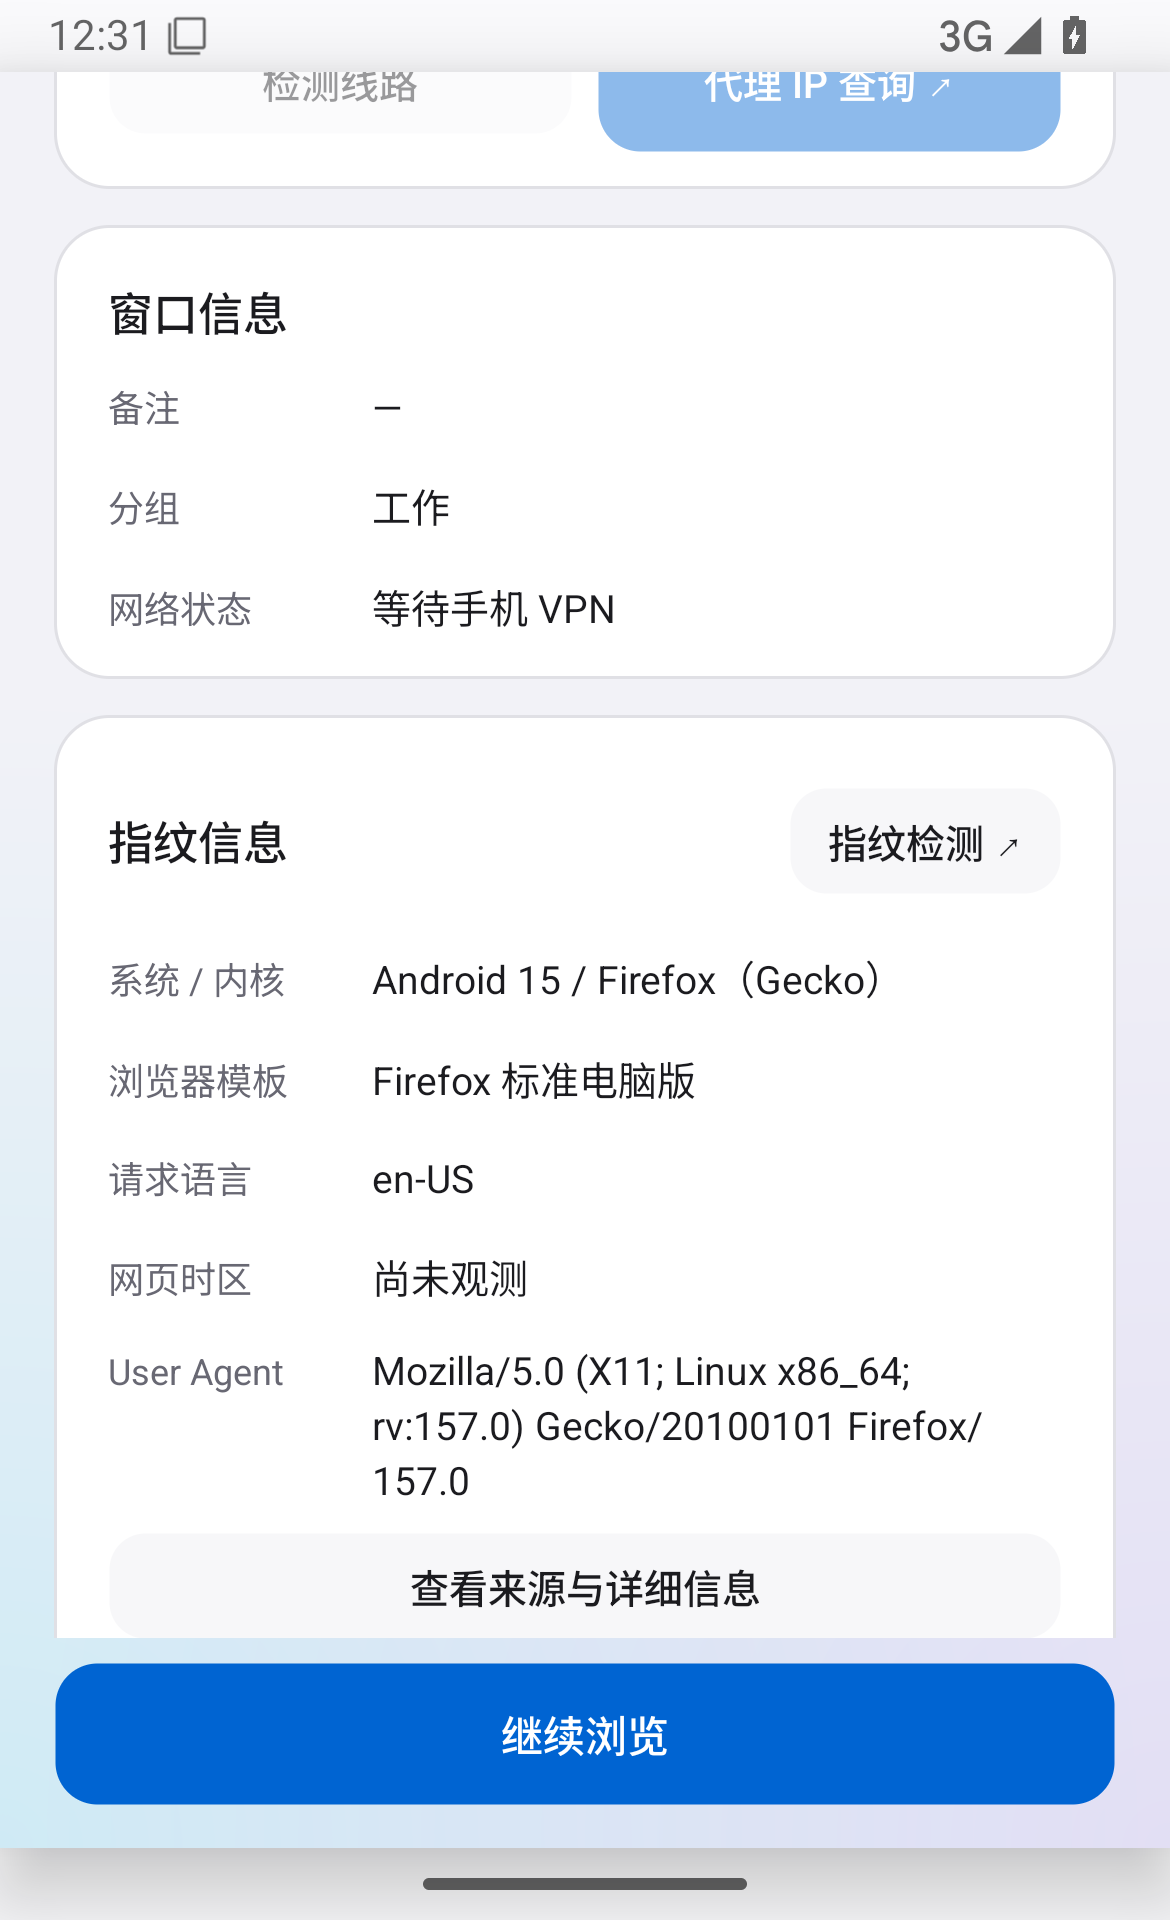 12:31
3G
检测线路
代理 IP 查询 ↗
窗口信息
备注 —
分组 工作
网络状态 等待手机 VPN
指纹信息
指纹检测 ↗
系统 / 内核 Android 15 / Firefox（Gecko）
浏览器模板 Firefox 标准电脑版
请求语言 en-US
网页时区 尚未观测
User Agent Mozilla/5.0 (X11; Linux x86_64;
rv:157.0) Gecko/20100101 Firefox/
157.0
查看来源与详细信息
继续浏览